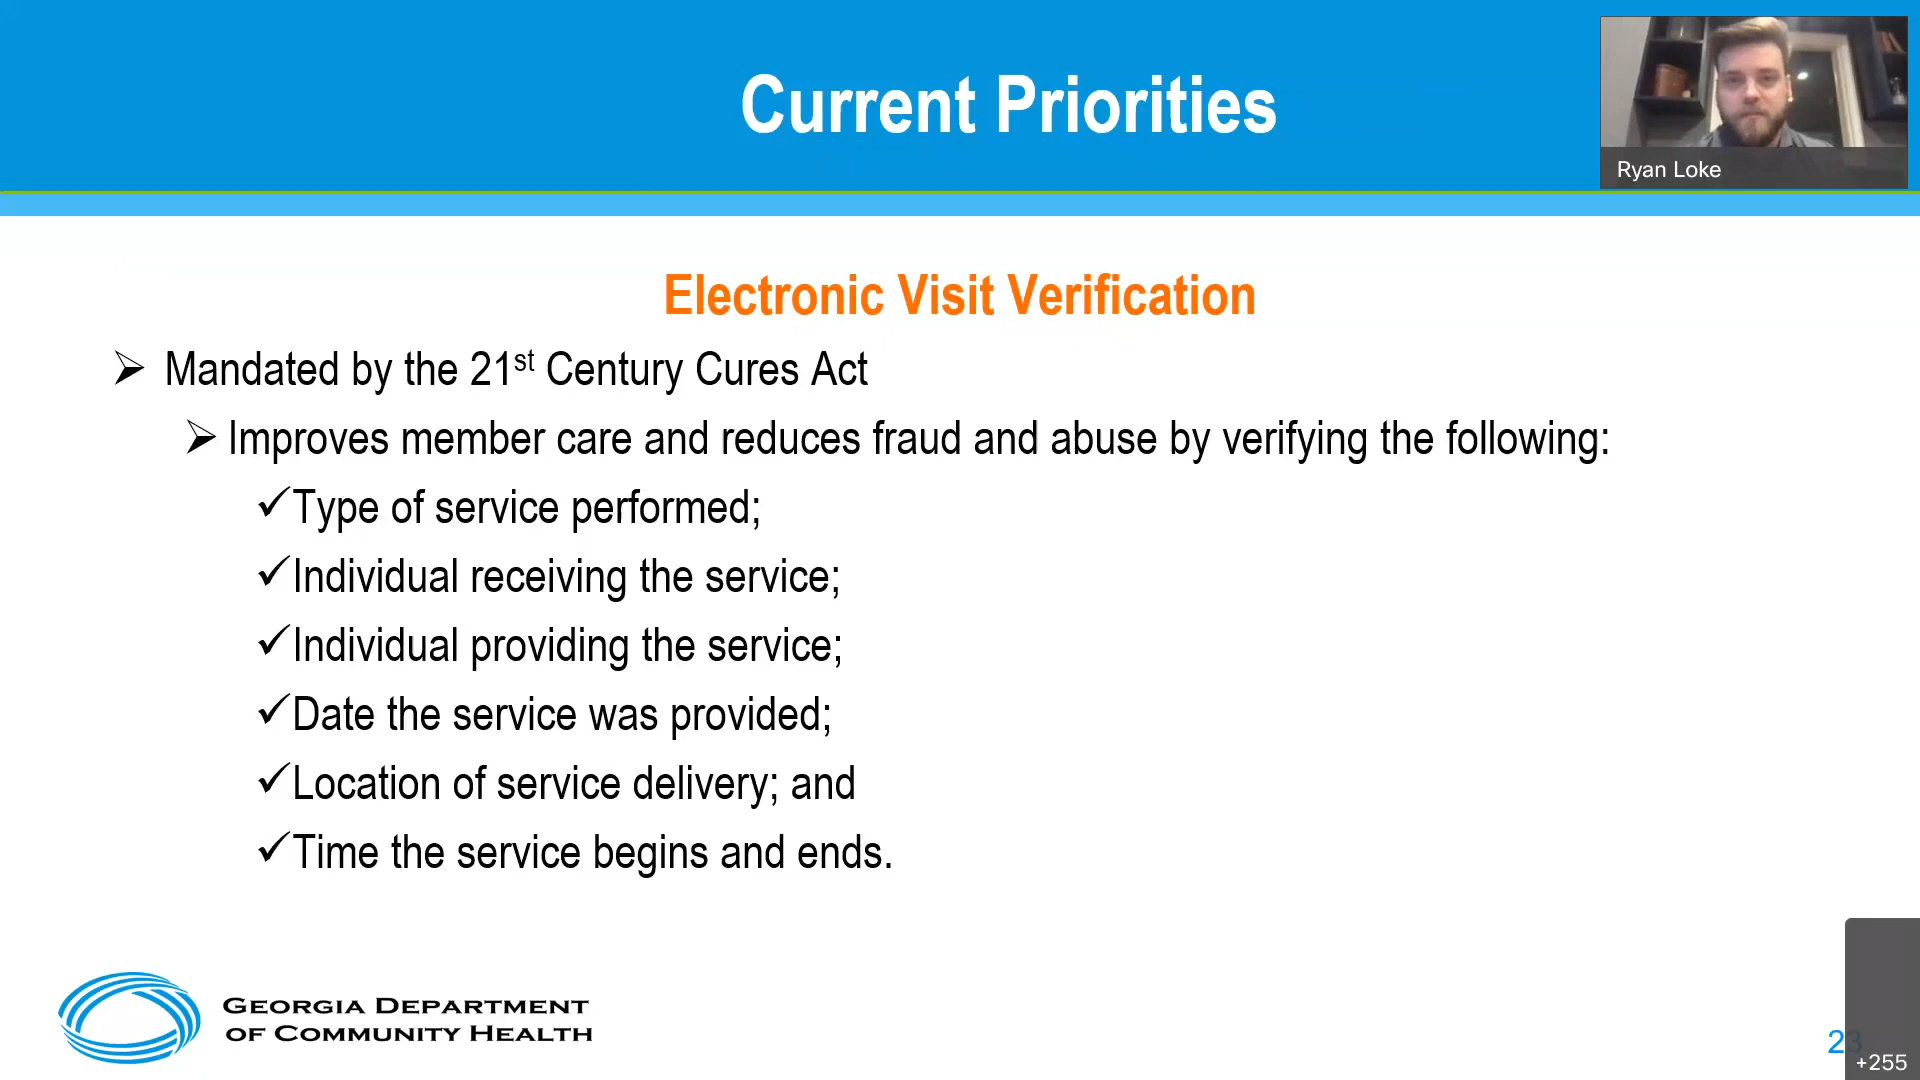 Current Priorities
Ryan Loke
Electronic Visit Verification
➢ Mandated by the 21st Century Cures Act
➢ Improves member care and reduces fraud and abuse by verifying the following:
✓Type of service performed;
✓Individual receiving the service;
✓Individual providing the service;
✓Date the service was provided;
✓Location of service delivery; and
✓Time the service begins and ends.
GEORGIA DEPARTMENT
OF COMMUNITY HEALTH
23
+255